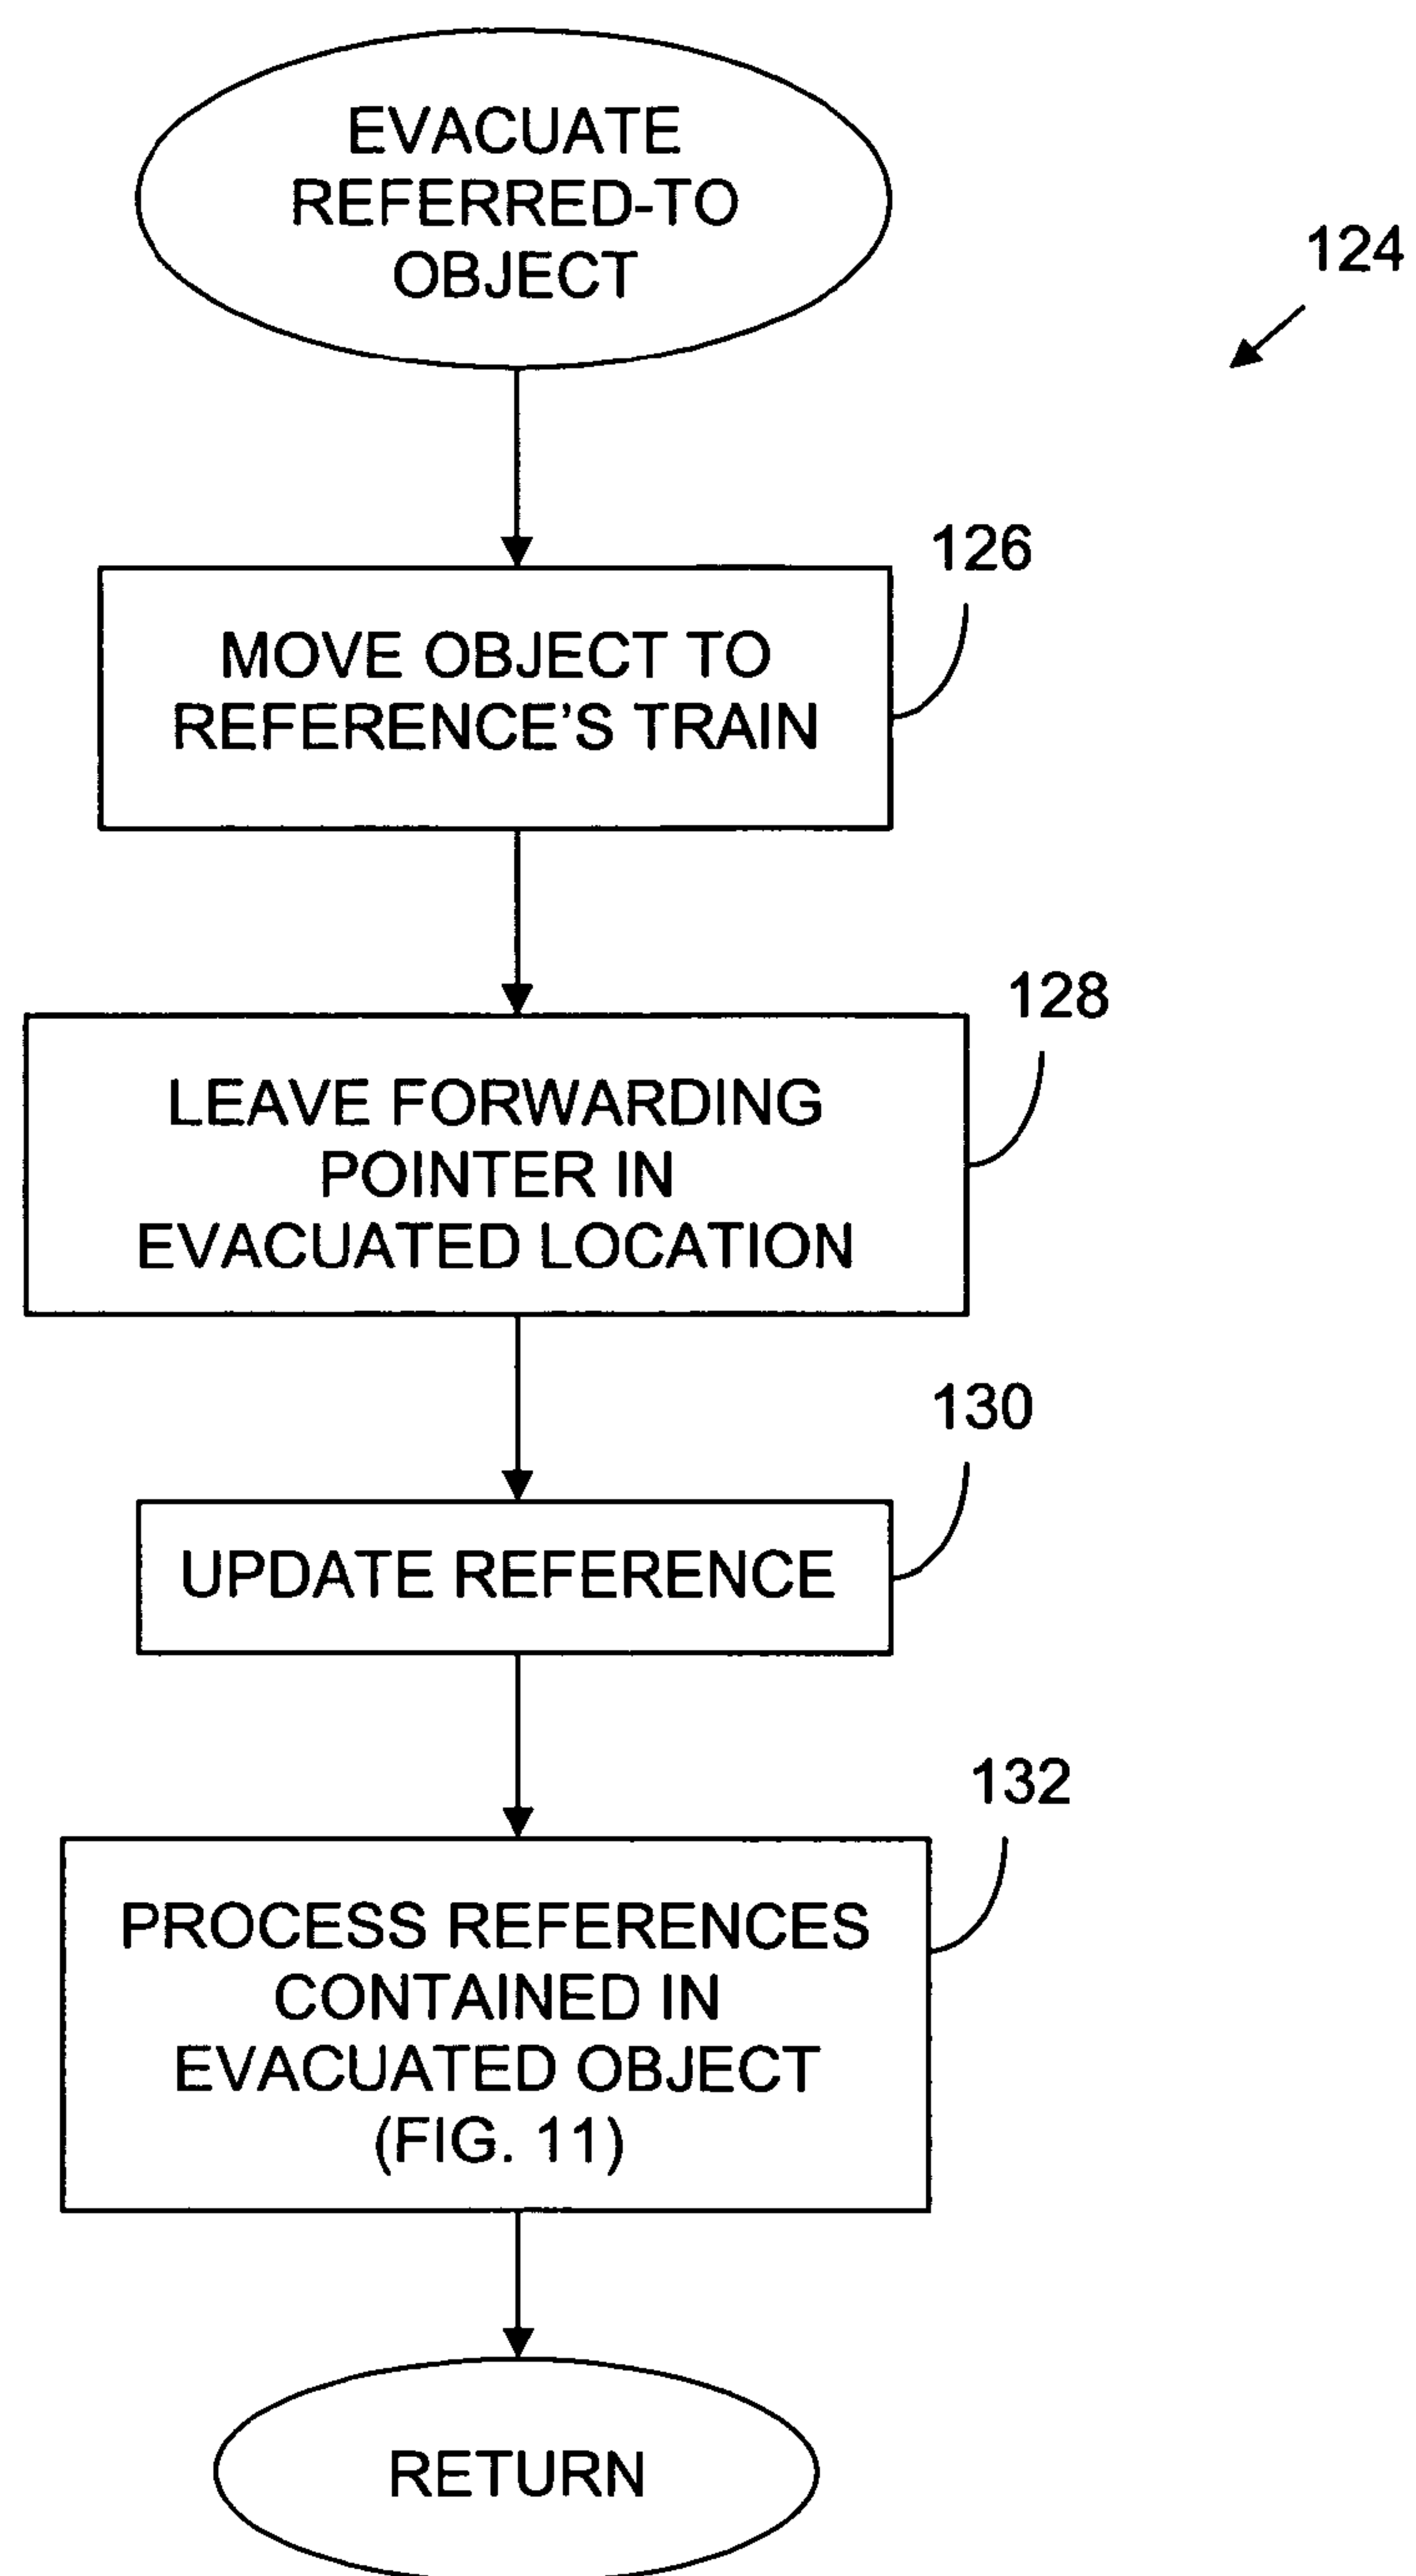 EVACUATE
REFERRED-TO
OBJECT
124
126
MOVE OBJECT TO
REFERENCE'S TRAIN
128
LEAVE FORWARDING
POINTER IN
EVACUATED LOCATION
130
UPDATE REFERENCE
132
PROCESS REFERENCES
CONTAINED IN
EVACUATED OBJECT
(FIG. 11)
RETURN